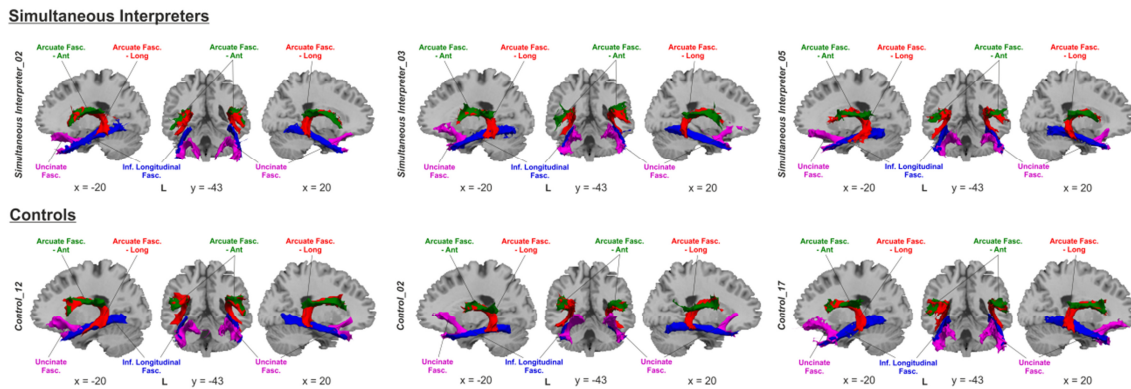 Simultaneous Interpreters
Simultaneous Interpreter_02
Arcuate Fasc.
- Ant
Arcuate Fasc.
- Long
Arcuate Fasc.
- Ant
Arcuate Fasc.
- Long
Uncinate
Fasc.
Inf. Longitudinal
Fasc.
Uncinate
Fasc.
x = -20 L y = -43 x = 20
Simultaneous Interpreter_03
Arcuate Fasc.
- Ant
Arcuate Fasc.
- Long
Arcuate Fasc.
- Ant
Arcuate Fasc.
- Long
Uncinate
Fasc.
Inf. Longitudinal
Fasc.
Uncinate
Fasc.
x = -20 L y = -43 x = 20
Simultaneous Interpreter_05
Arcuate Fasc.
- Ant
Arcuate Fasc.
- Long
Arcuate Fasc.
- Ant
Arcuate Fasc.
- Long
Uncinate
Fasc.
Inf. Longitudinal
Fasc.
Uncinate
Fasc.
x = -20 L y = -43 x = 20
Controls
Control_12
Arcuate Fasc.
- Ant
Arcuate Fasc.
- Long
Arcuate Fasc.
- Ant
Arcuate Fasc.
- Long
Uncinate
Fasc.
Inf. Longitudinal
Fasc.
Uncinate
Fasc.
x = -20 L y = -43 x = 20
Control_02
Arcuate Fasc.
- Ant
Arcuate Fasc.
- Long
Arcuate Fasc.
- Ant
Arcuate Fasc.
- Long
Uncinate
Fasc.
Inf. Longitudinal
Fasc.
Uncinate
Fasc.
x = -20 L y = -43 x = 20
Control_17
Arcuate Fasc.
- Ant
Arcuate Fasc.
- Long
Arcuate Fasc.
- Ant
Arcuate Fasc.
- Long
Uncinate
Fasc.
Inf. Longitudinal
Fasc.
Uncinate
Fasc.
x = -20 L y = -43 x = 20